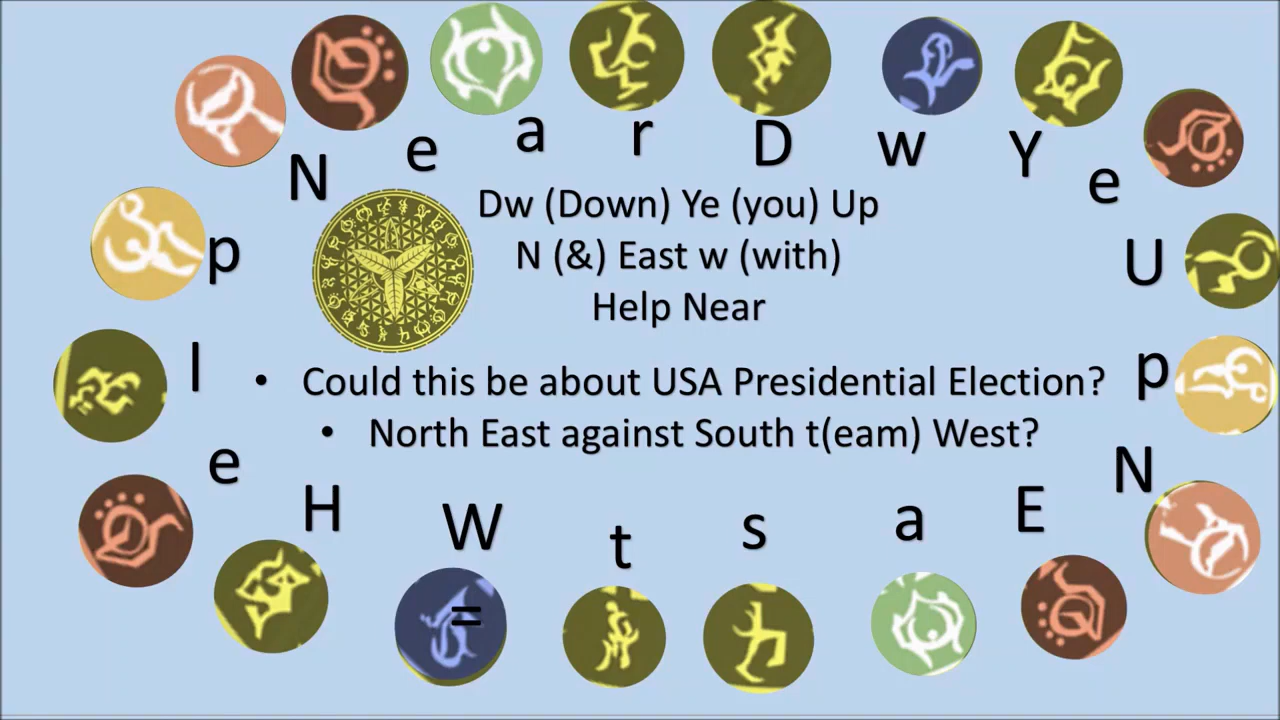 N e a r D w Y e U p N E a s t W H e l p
Dw (Down) Ye (you) Up
N (&) East w (with)
Help Near
• Could this be about USA Presidential Election?
• North East against South t(eam) West?
=